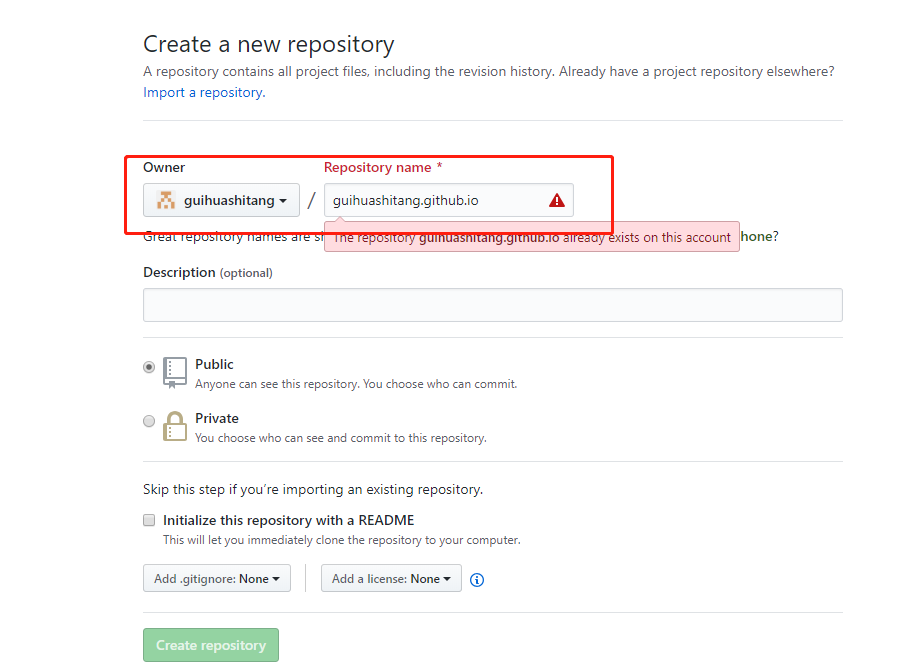 Create a new repository
A repository contains all project files, including the revision history. Already have a project repository elsewhere?
Import a repository.
Owner
Repository name *
guihuashitang / guihuashitang.github.io
The repository guihuashitang.github.io already exists on this account
Great repository names are hone?
Description (optional)
Public
Anyone can see this repository. You choose who can commit.
Private
You choose who can see and commit to this repository.
Skip this step if you’re importing an existing repository.
Initialize this repository with a README
This will let you immediately clone the repository to your computer.
Add .gitignore: None
Add a license: None
Create repository